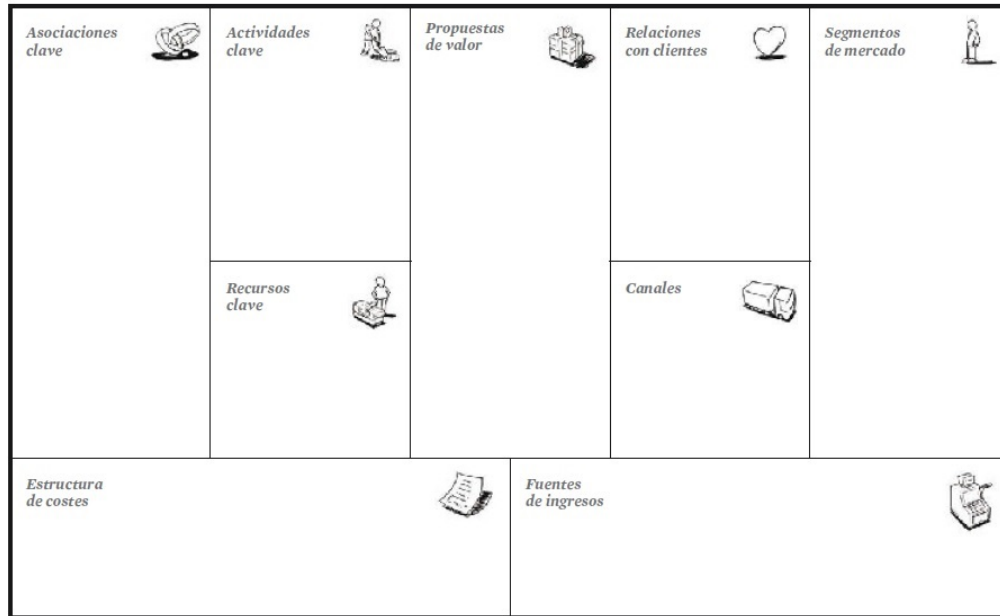 Asociaciones
clave
Actividades
clave
Propuestas
de valor
Relaciones
con clientes
Segmentos
de mercado
Recursos
clave
Canales
Estructura
de costes
Fuentes
de ingresos